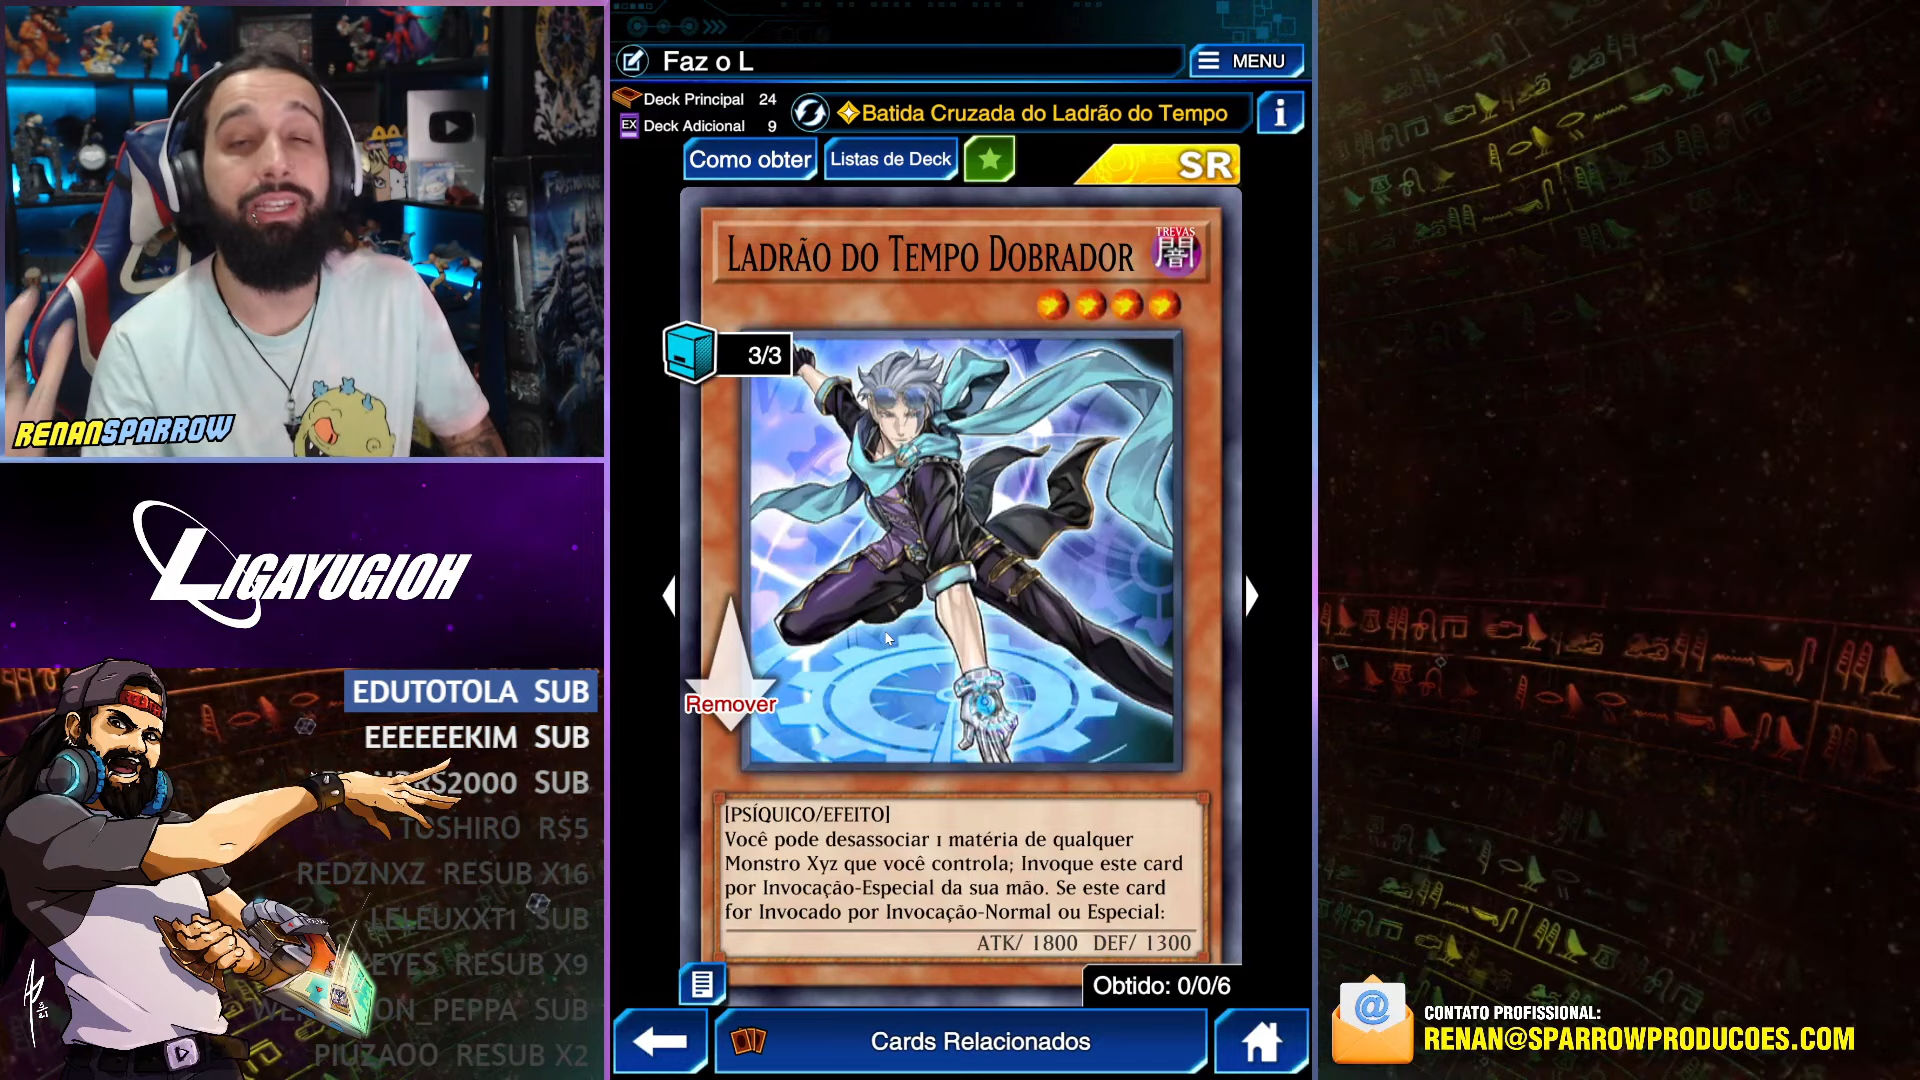 RENANSPARROW
LIGAYUGIOH
EDUTOTOLA SUB
EEEEEEKIM SUB
RS2000 SUB
TOSHIRO R$5
REDZNXZ RESUB X16
LELEUXXT1 SUB
KEYES RESUB X9
ON_PEPPA SUB
PIUZAOO RESUB X2
Faz o L
MENU
Deck Principal 24
EX Deck Adicional 9
Batida Cruzada do Ladrão do Tempo
i
Como obter
Listas de Deck
SR
LADRÃO DO TEMPO DOBRADOR
TREVAS
闇
3/3
Remover
[PSÍQUICO/EFEITO]
Você pode desassociar 1 matéria de qualquer
Monstro Xyz que você controla; Invoque este card
por Invocação-Especial da sua mão. Se este card
for Invocado por Invocação-Normal ou Especial:
ATK/ 1800 DEF/ 1300
Obtido: 0/0/6
Cards Relacionados
@
CONTATO PROFISSIONAL:
RENAN@SPARROWPRODUCOES.COM